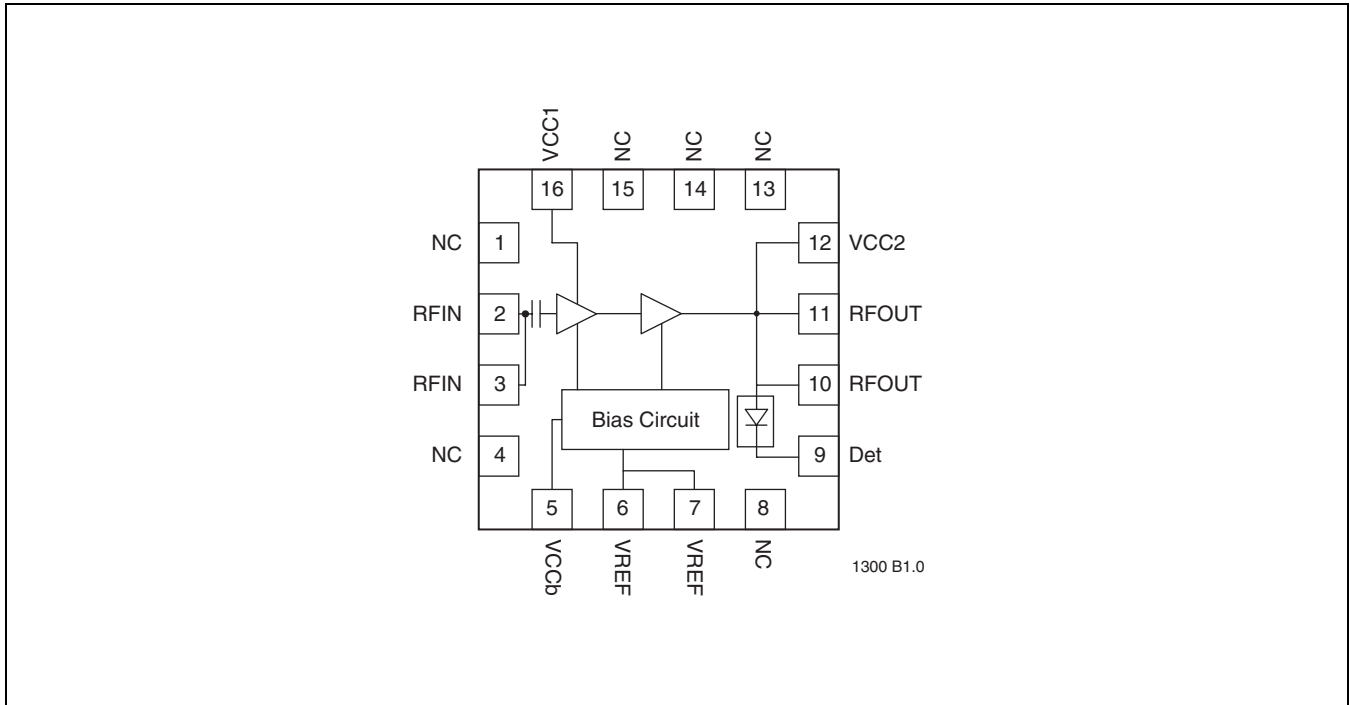 VCC1
NC
NC
NC
16
15
14
13
NC 1
12 VCC2
RFIN 2
11 RFOUT
RFIN 3
10 RFOUT
Bias Circuit
NC 4
9 Det
5
6
7
8
VCCb
VREF
VREF
NC
1300 B1.0